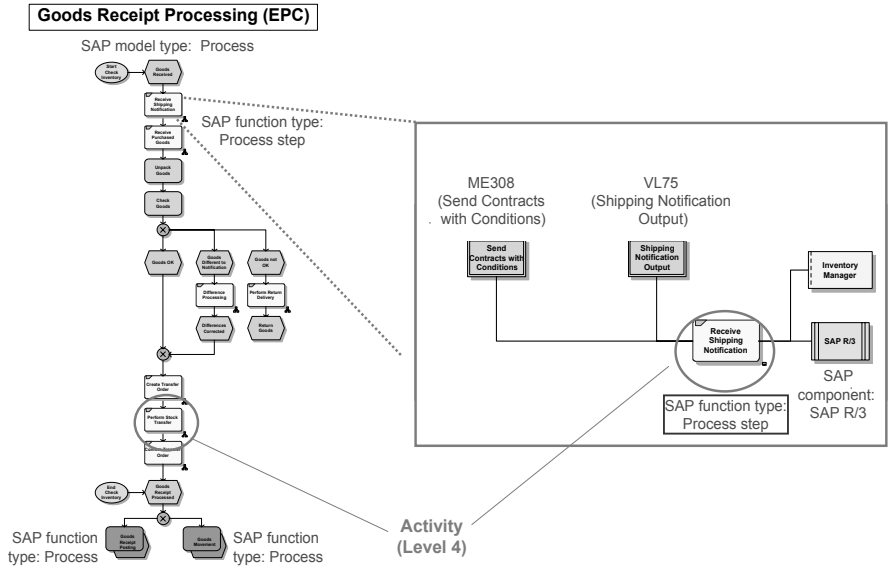 Goods Receipt Processing (EPC)
SAP model type: Process
Start
Check
Inventory
Goods
Received
Receive
Shipping
Notification
SAP function type:
Process step
Receive
Purchased
Goods
Unpack
Goods
Check
Goods
Goods OK
Goods
Different to
Notification
Goods not
OK
Difference
Processing
Perform Return
Delivery
Differences
Corrected
Return
Goods
Create Transfer
Order
Perform Stock
Transfer
Order
End
Check
Inventory
Goods
Receipt
Processed
SAP function
type: Process
Goods
Receipt
Posting
Goods
Movement
SAP function
type: Process
ME308
(Send Contracts
with Conditions)
VL75
(Shipping Notification
Output)
Send
Contracts with
Conditions
Shipping
Notification
Output
Inventory
Manager
Receive
Shipping
Notification
SAP R/3
SAP
component:
SAP R/3
SAP function type:
Process step
Activity
(Level 4)